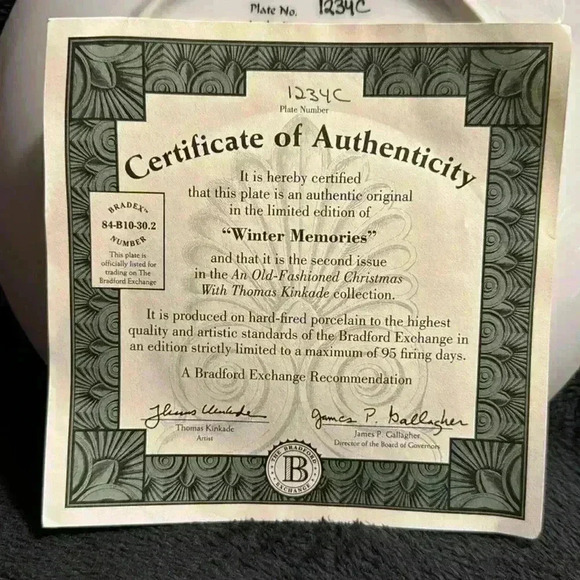 Plate No. 1234C
1234C
Plate Number
Certificate of Authenticity
It is hereby certified
that this plate is an authentic original
in the limited edition of
“Winter Memories”
and that it is the second issue
in the An Old-Fashioned Christmas
With Thomas Kinkade collection.
BRADEX™
84-B10-30.2
NUMBER
This plate is
officially listed for
trading on The
Bradford Exchange
It is produced on hard-fired porcelain to the highest
quality and artistic standards of the Bradford Exchange in
an edition strictly limited to a maximum of 95 firing days.
A Bradford Exchange Recommendation
Thomas Kinkade
Thomas Kinkade
Artist
James P. Gallagher
James P. Gallagher
Director of the Board of Governors
THE BRADFORD
B
EXCHANGE